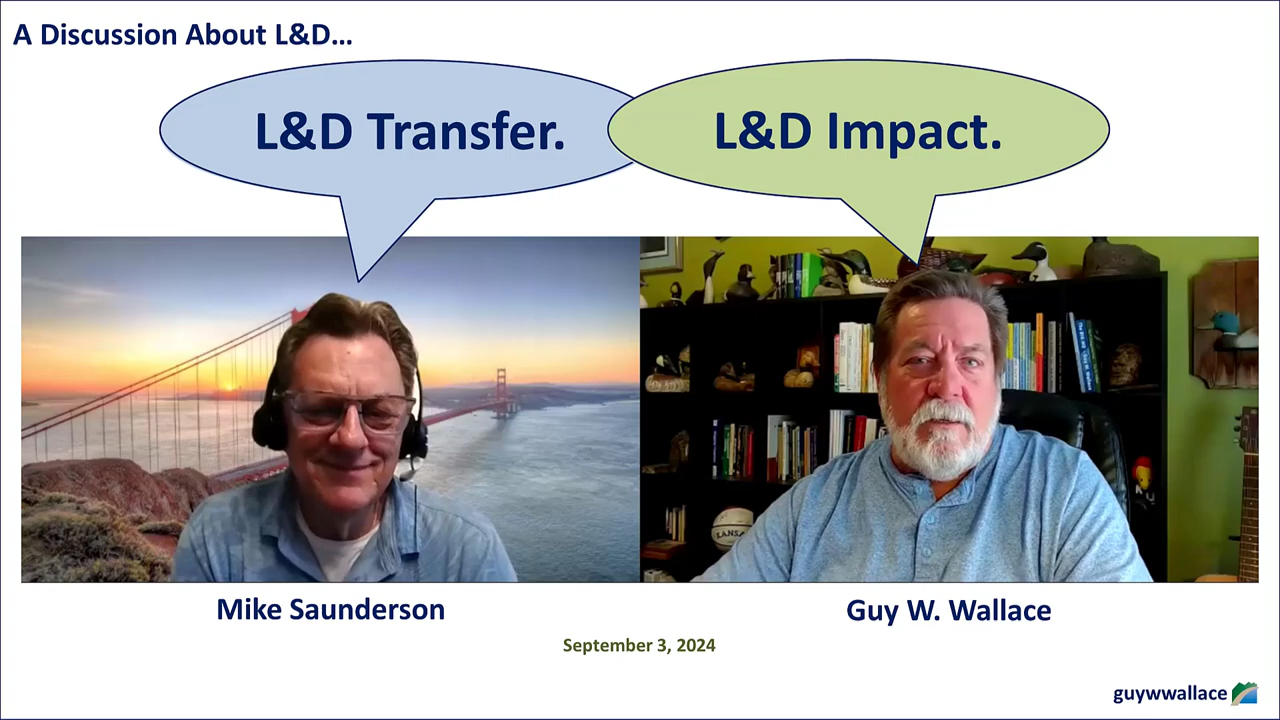 A Discussion About L&D...
L&D Transfer.
L&D Impact.
Mike Saunderson
Guy W. Wallace
September 3, 2024
guywwallace